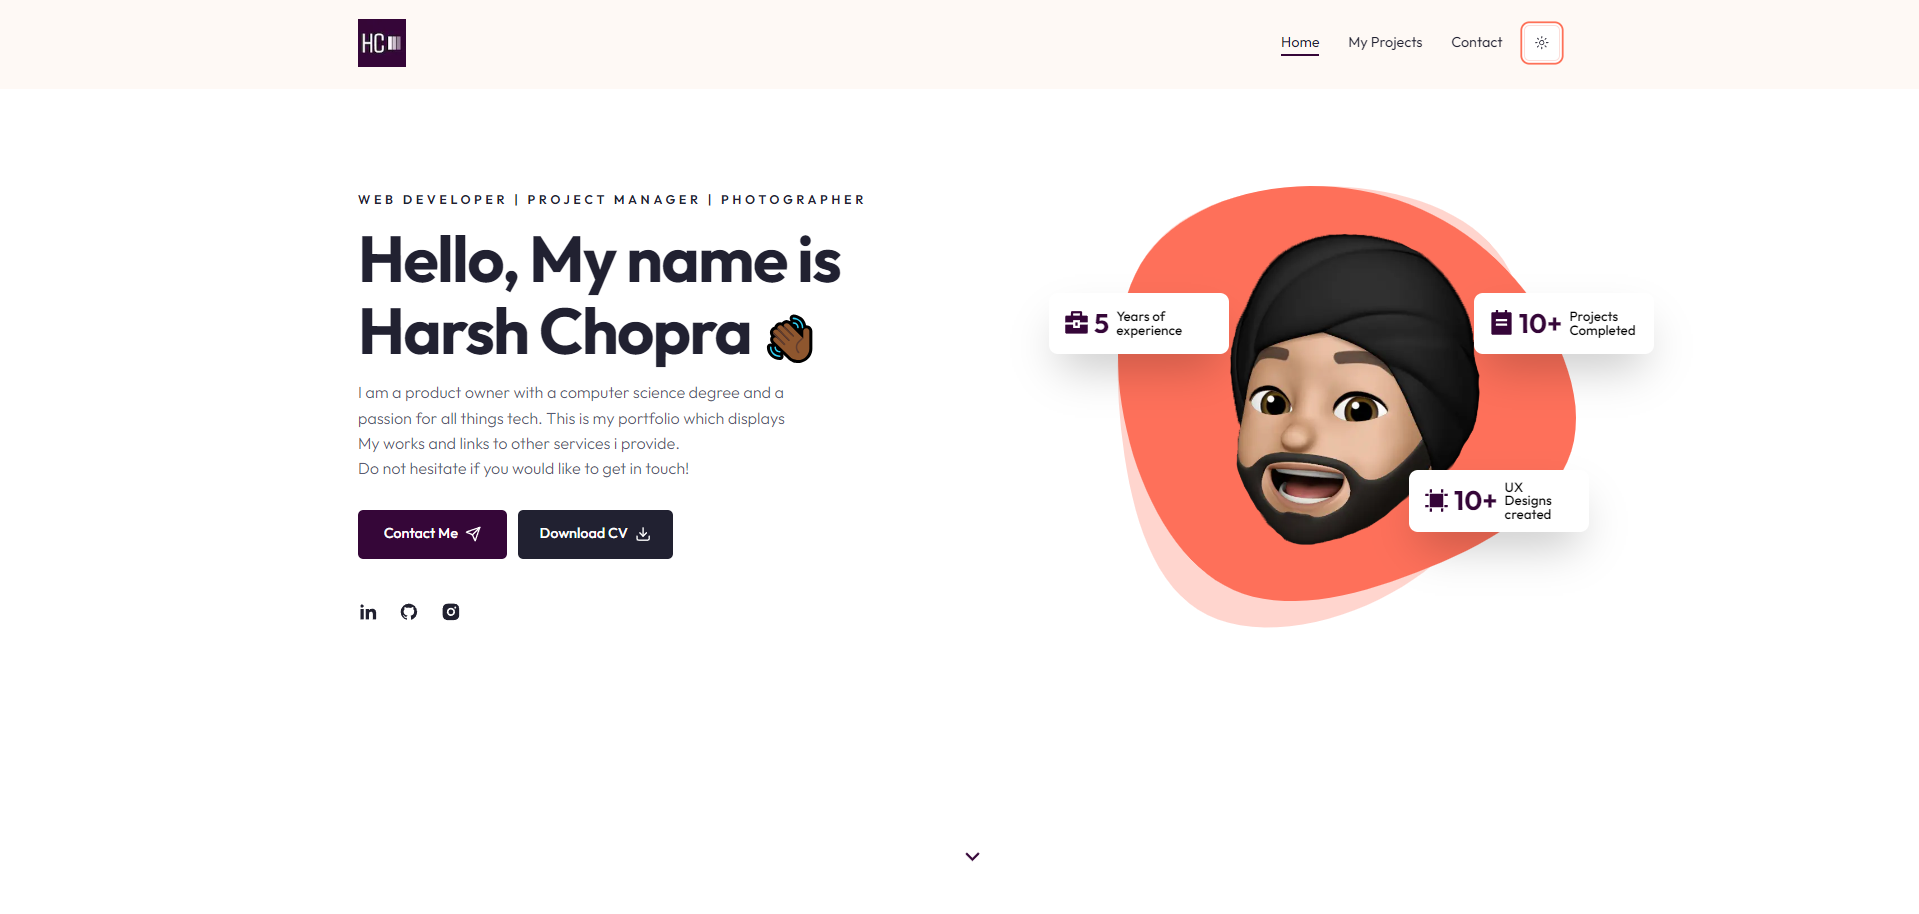 HC
Home My Projects Contact
WEB DEVELOPER | PROJECT MANAGER | PHOTOGRAPHER
Hello, My name is
Harsh Chopra
I am a product owner with a computer science degree and a
passion for all things tech. This is my portfolio which displays
My works and links to other services i provide.
Do not hesitate if you would like to get in touch!
Contact Me
Download CV
in
5 Years of
experience
10+ Projects
Completed
10+ UX
Designs
created